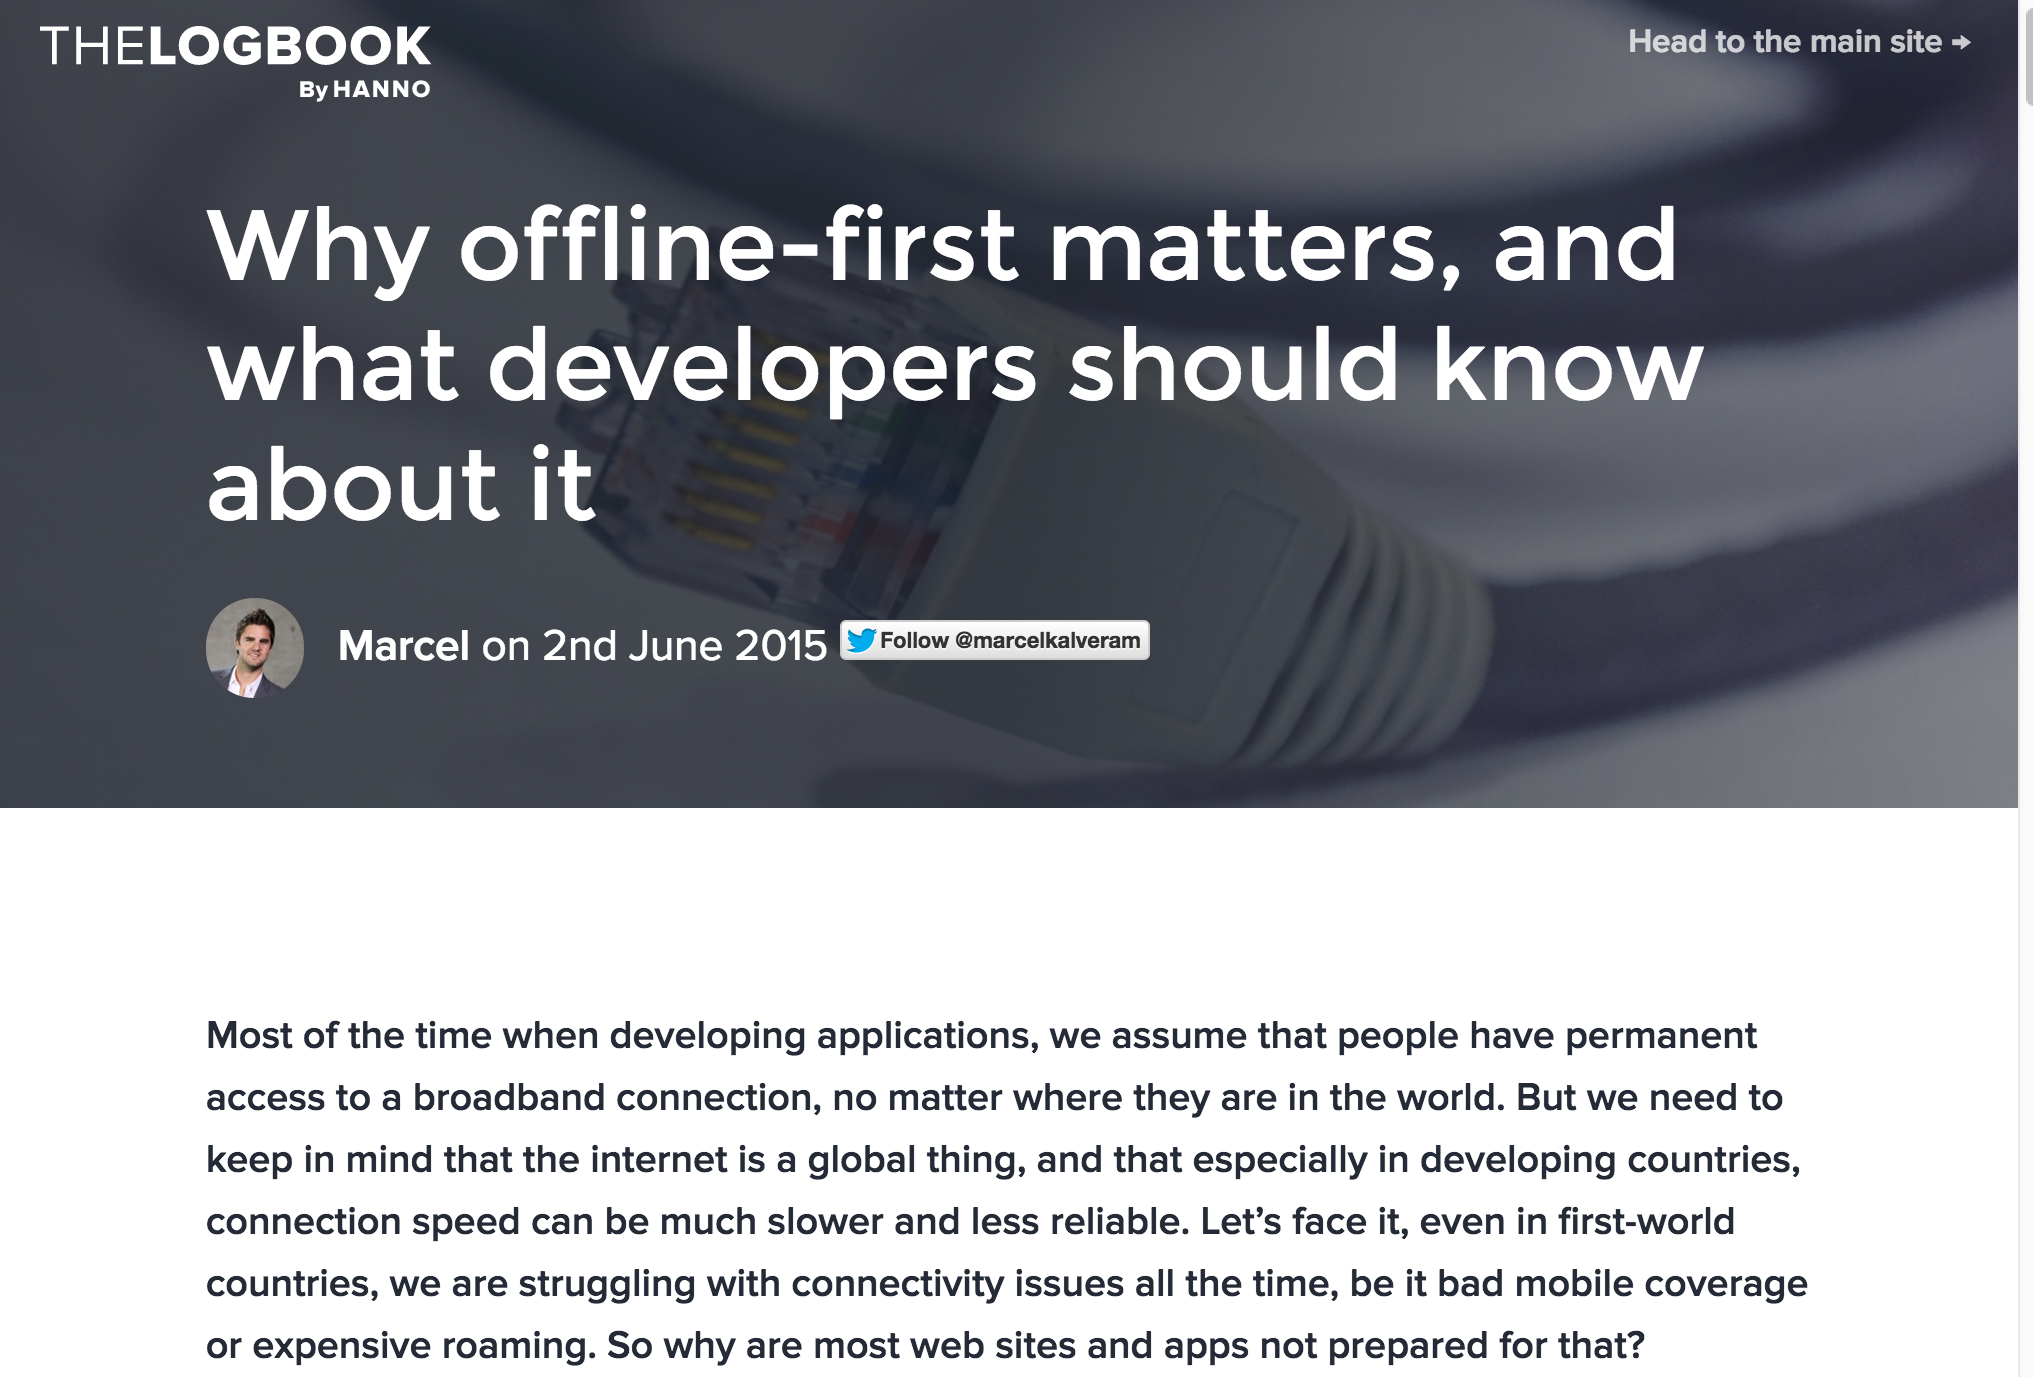 THELOGBOOK
By HANNO
Head to the main site →
Why offline-first matters, and
what developers should know
about it
Marcel on 2nd June 2015 Follow @marcelkalveram
Most of the time when developing applications, we assume that people have permanent
access to a broadband connection, no matter where they are in the world. But we need to
keep in mind that the internet is a global thing, and that especially in developing countries,
connection speed can be much slower and less reliable. Let’s face it, even in first-world
countries, we are struggling with connectivity issues all the time, be it bad mobile coverage
or expensive roaming. So why are most web sites and apps not prepared for that?